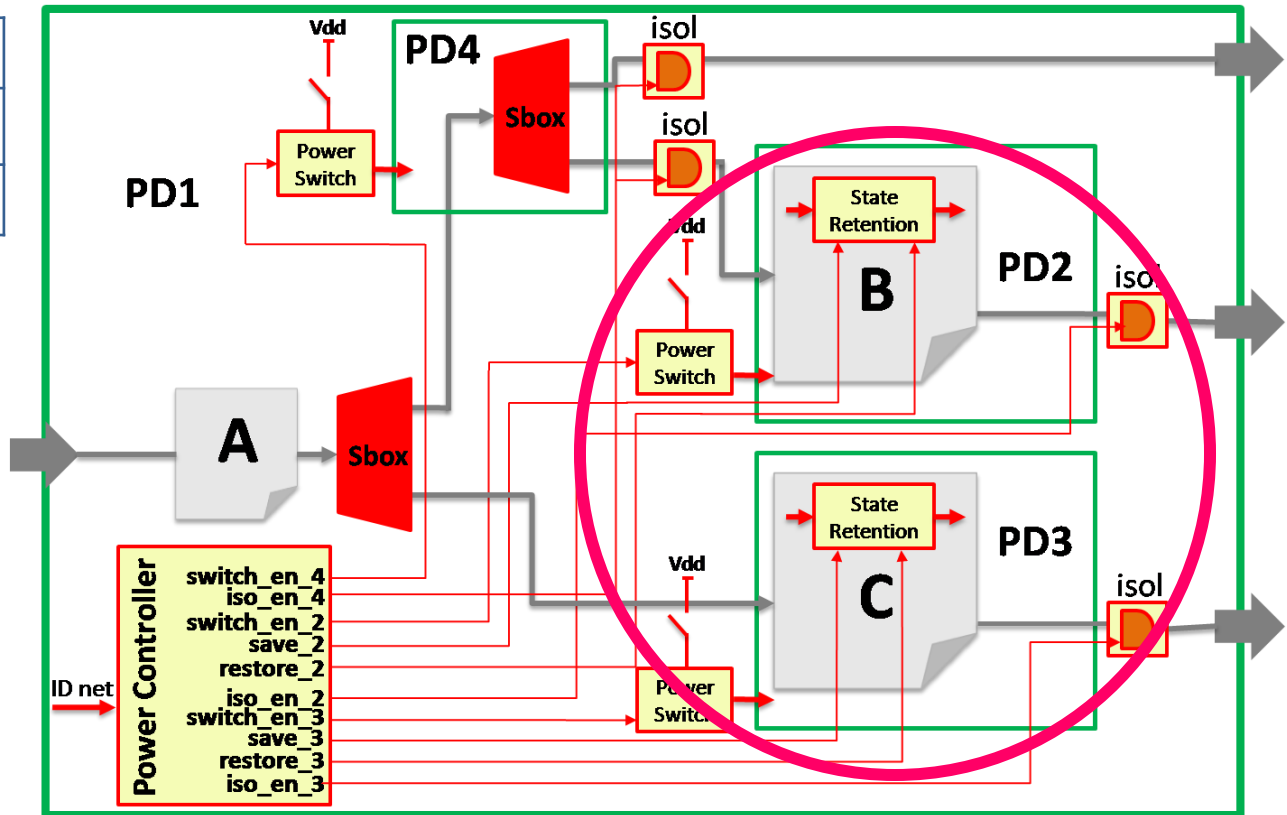 Vdd
PD4
isol
Sbox
isol
Power
Switch
PD1
State
Retention
Vdd
B
PD2
isol
Power
Switch
A
Sbox
State
Retention
PD3
Vdd
C
isol
Power
Switch
Power Controller
switch_en_4
iso_en_4
switch_en_2
save_2
restore_2
iso_en_2
switch_en_3
save_3
restore_3
iso_en_3
ID net